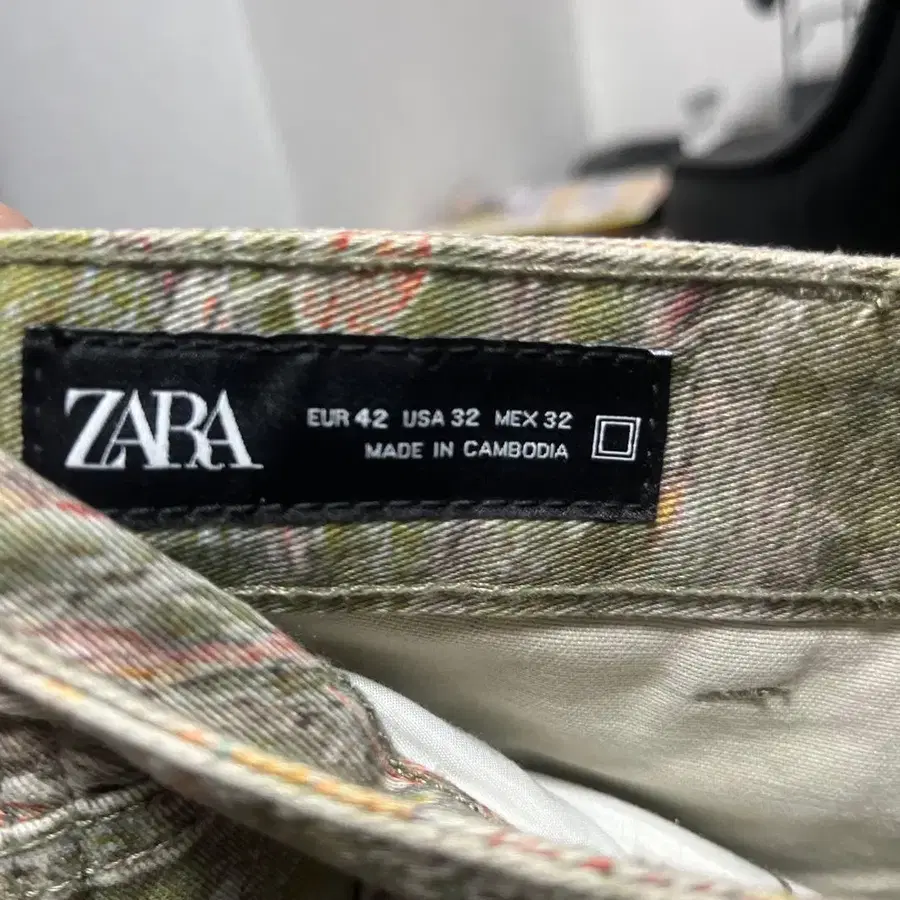 ZARA
EUR 42 USA 32 MEX 32
MADE IN CAMBODIA